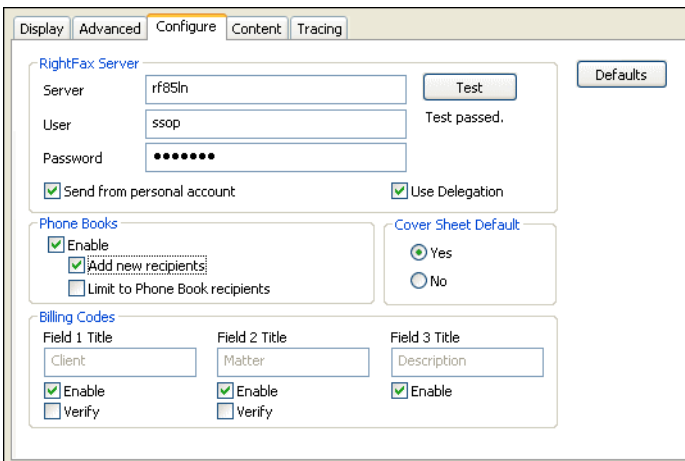 Display Advanced Configure Content Tracing
RightFax Server
Defaults
Server rf85ln Test
User ssop Test passed.
Password •••••••
Send from personal account Use Delegation
Phone Books
Enable
Add new recipients
Limit to Phone Book recipients
Cover Sheet Default
Yes
No
Billing Codes
Field 1 Title Field 2 Title Field 3 Title
Client Matter Description
Enable Enable Enable
Verify Verify